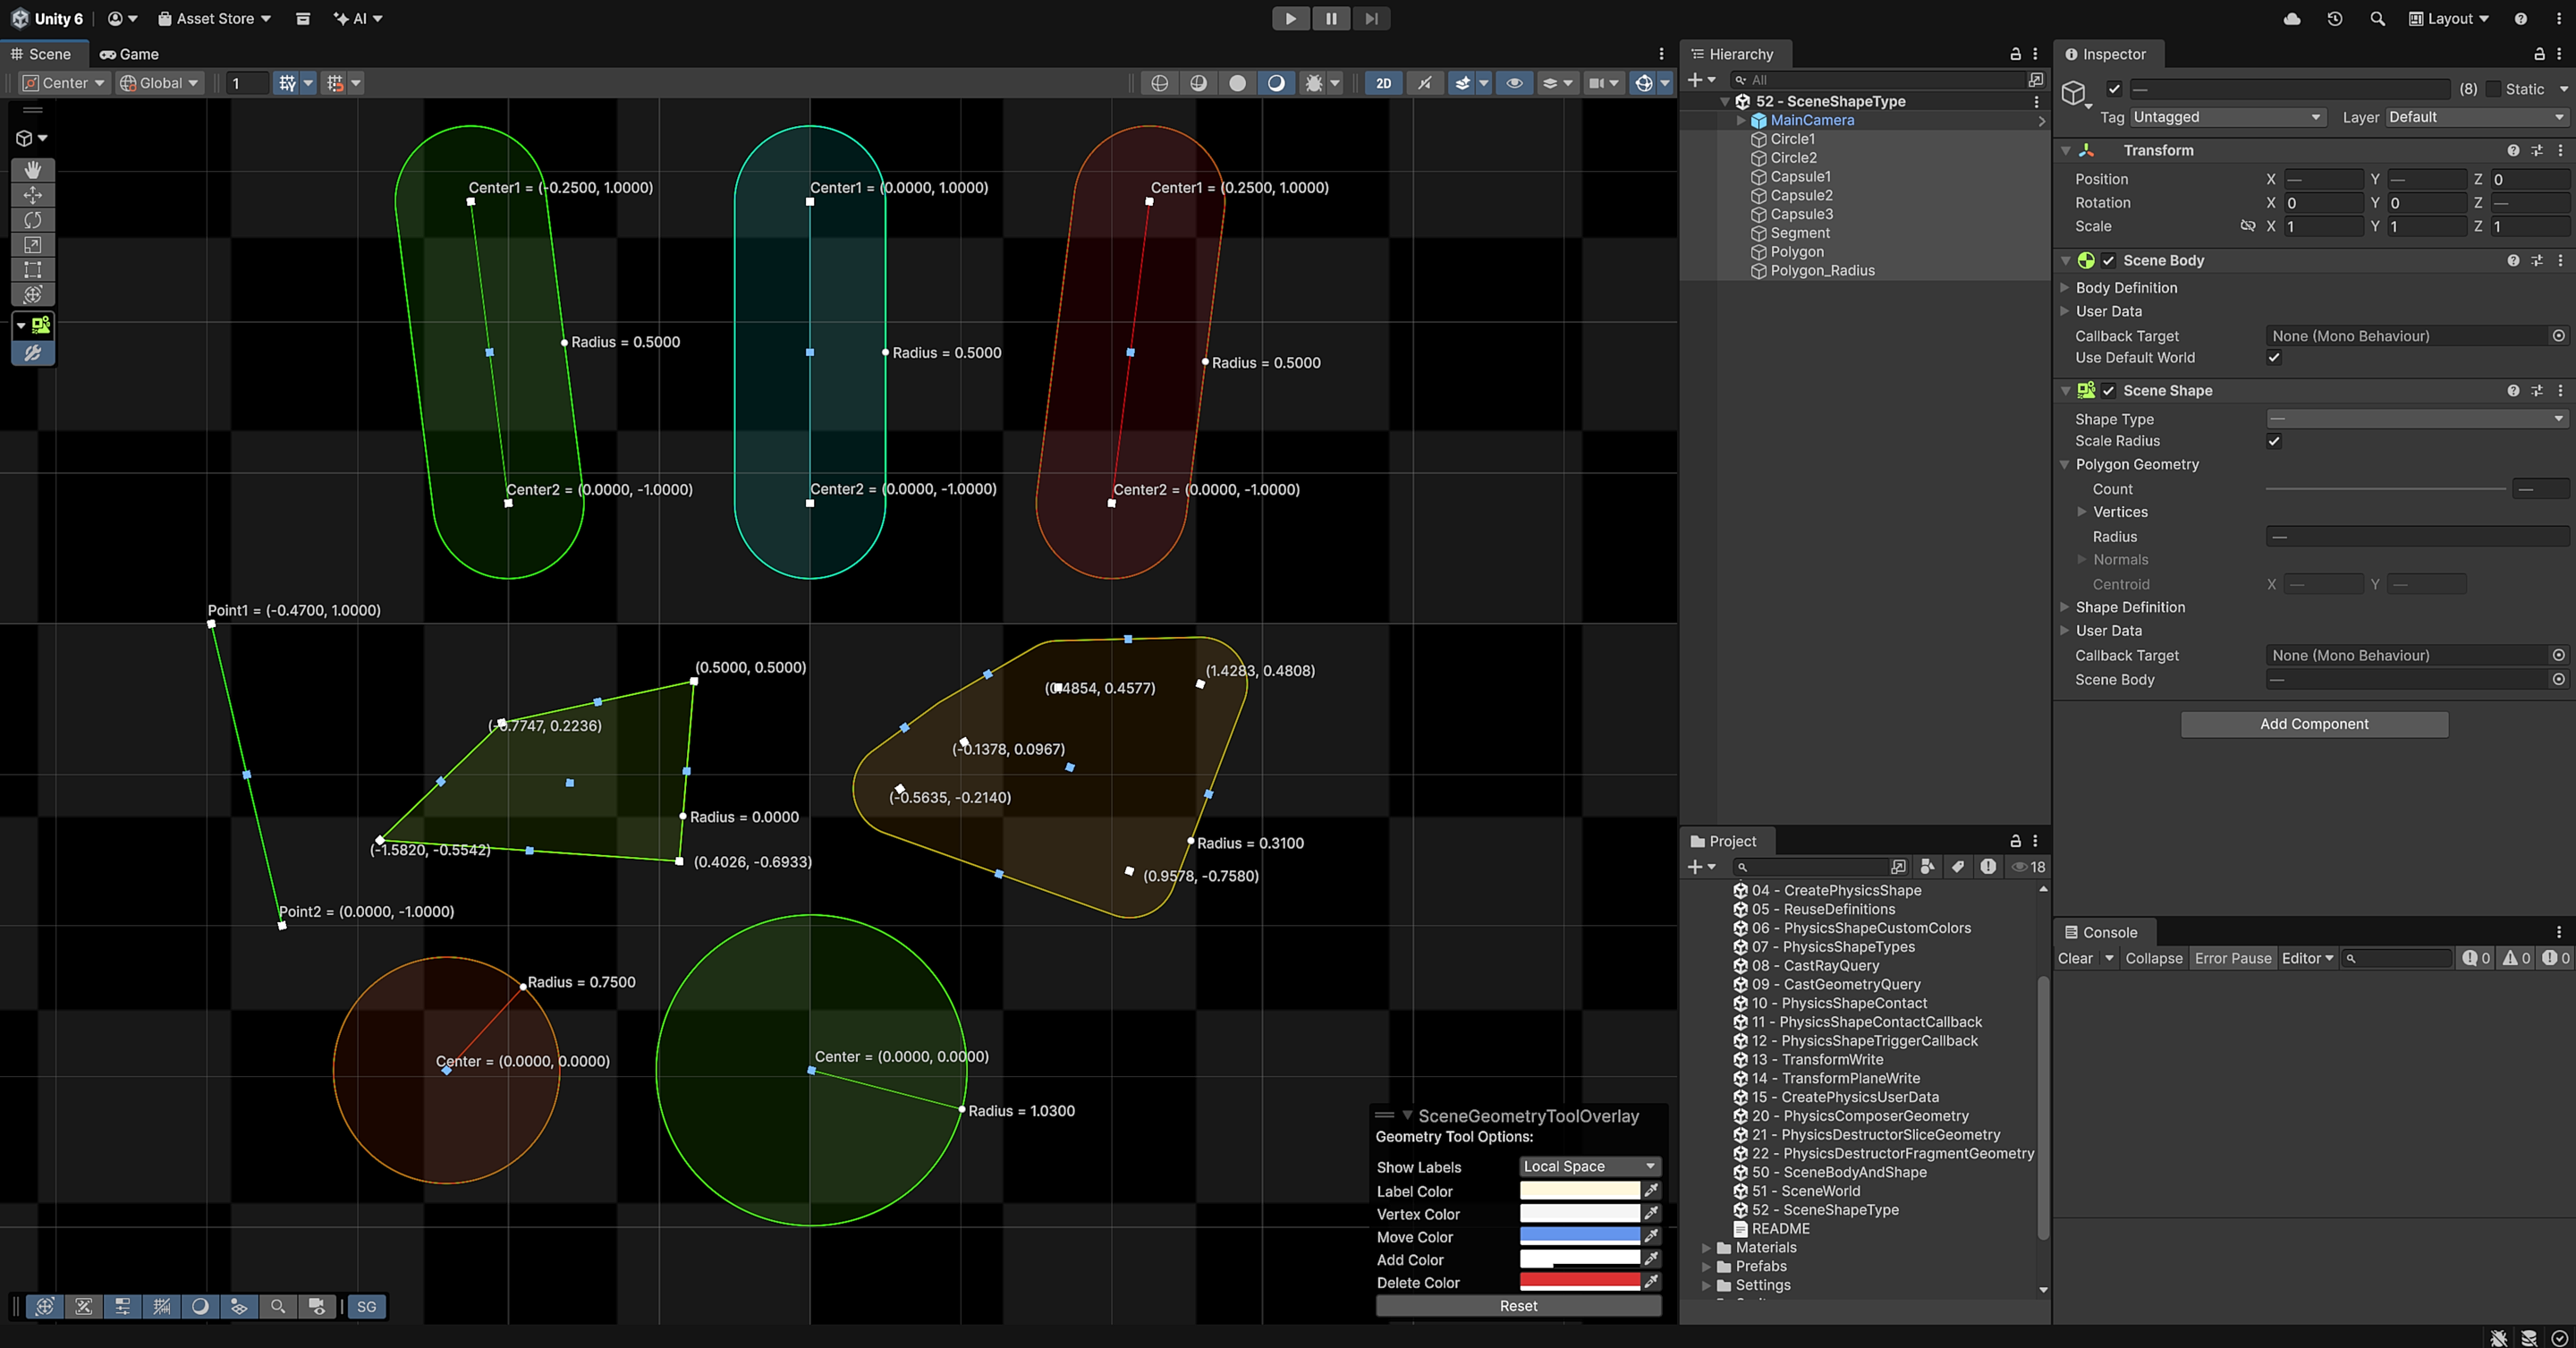 Unity 6
Asset Store
AI
Layout
Scene
Game
Center
Global
1
2D
Center1 = (-0.2500, 1.0000)
Center1 = (0.0000, 1.0000)
Center1 = (0.2500, 1.0000)
Radius = 0.5000
Radius = 0.5000
Radius = 0.5000
Center2 = (0.0000, -1.0000)
Center2 = (0.0000, -1.0000)
Center2 = (0.0000, -1.0000)
Point1 = (-0.4700, 1.0000)
(0.5000, 0.5000)
(1.4283, 0.4808)
(0.4854, 0.4577)
(-0.7747, 0.2236)
(-0.1378, 0.0967)
(-0.5635, -0.2140)
Radius = 0.0000
Radius = 0.3100
(-1.5820, -0.5542)
(0.4026, -0.6933)
(0.9578, -0.7580)
Point2 = (0.0000, -1.0000)
Radius = 0.7500
Center = (0.0000, 0.0000)
Center = (0.0000, 0.0000)
Radius = 1.0300
SceneGeometryToolOverlay
Geometry Tool Options:
Show Labels
Local Space
Label Color
Vertex Color
Move Color
Add Color
Delete Color
Reset
SG
Hierarchy
All
52 - SceneShapeType
MainCamera
Circle1
Circle2
Capsule1
Capsule2
Capsule3
Segment
Polygon
Polygon_Radius
Project
18
04 - CreatePhysicsShape
05 - ReuseDefinitions
06 - PhysicsShapeCustomColors
07 - PhysicsShapeTypes
08 - CastRayQuery
09 - CastGeometryQuery
10 - PhysicsShapeContact
11 - PhysicsShapeContactCallback
12 - PhysicsShapeTriggerCallback
13 - TransformWrite
14 - TransformPlaneWrite
15 - CreatePhysicsUserData
20 - PhysicsComposerGeometry
21 - PhysicsDestructorSliceGeometry
22 - PhysicsDestructorFragmentGeometry
50 - SceneBodyAndShape
51 - SceneWorld
52 - SceneShapeType
README
Materials
Prefabs
Settings
Inspector
— (8) Static
Tag Untagged Layer Default
Transform
Position X — Y — Z 0
Rotation X 0 Y 0 Z —
Scale X 1 Y 1 Z 1
Scene Body
Body Definition
User Data
Callback Target None (Mono Behaviour)
Use Default World
Scene Shape
Shape Type —
Scale Radius
Polygon Geometry
Count —
Vertices
Radius —
Normals
Centroid X — Y —
Shape Definition
User Data
Callback Target None (Mono Behaviour)
Scene Body —
Add Component
Console
Clear Collapse Error Pause Editor 0 0 0